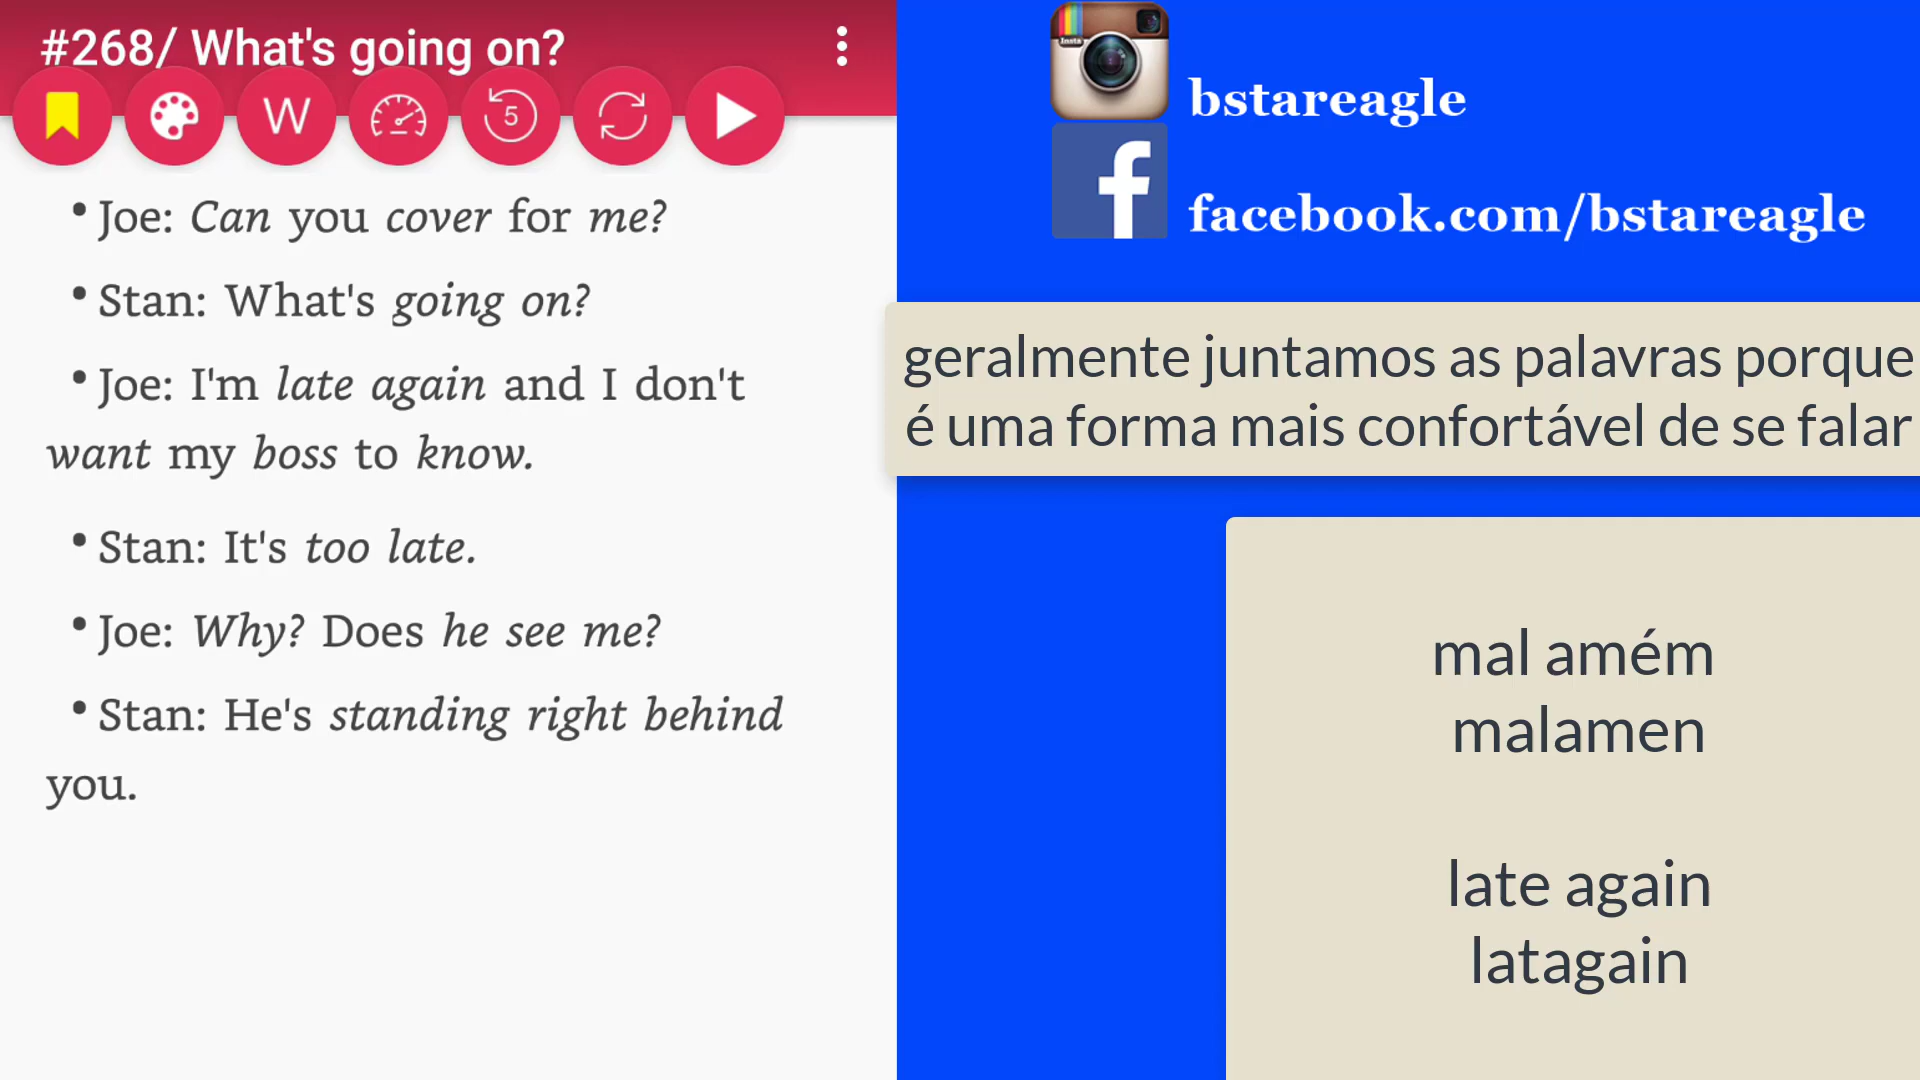 #268/ What's going on?
W
5
• Joe: Can you cover for me?
• Stan: What's going on?
• Joe: I'm late again and I don't
want my boss to know.
• Stan: It's too late.
• Joe: Why? Does he see me?
• Stan: He's standing right behind
you.
Insta
bstareagle
f
facebook.com/bstareagle
geralmente juntamos as palavras porque
é uma forma mais confortável de se falar
mal amém
malamen
late again
latagain